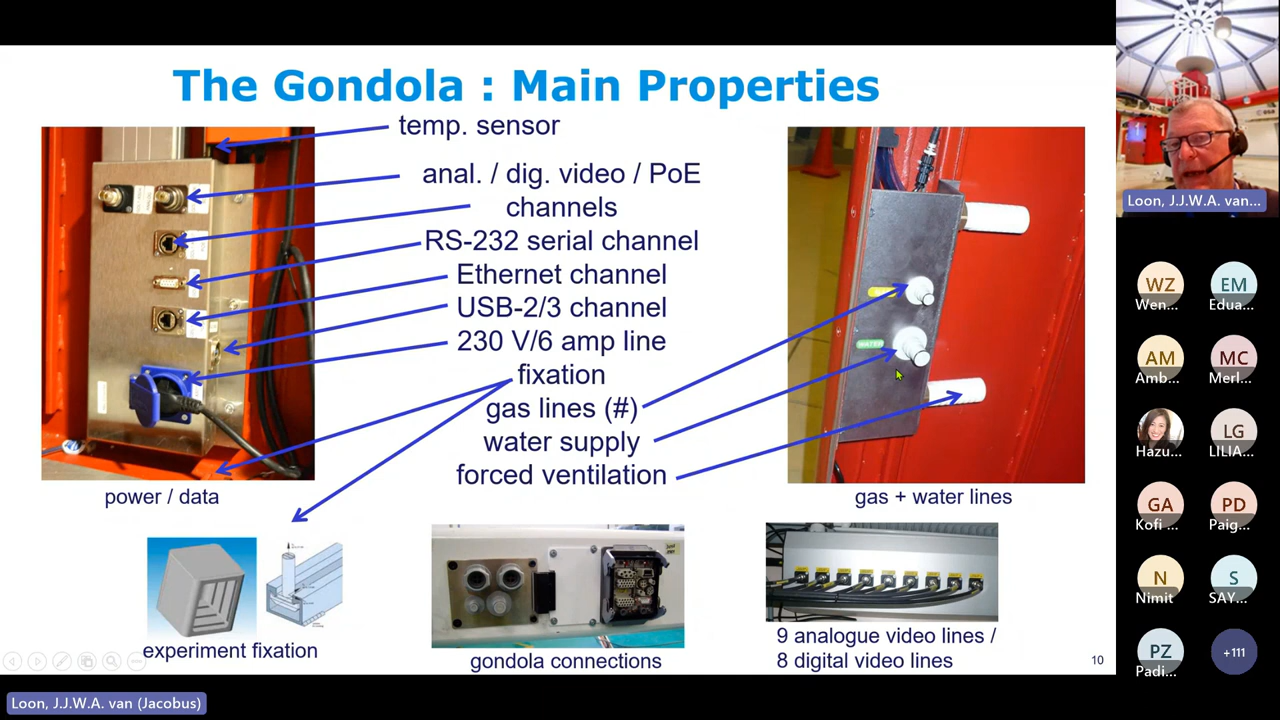 The Gondola : Main Properties
temp. sensor
anal. / dig. video / PoE
channels
RS-232 serial channel
Ethernet channel
USB-2/3 channel
230 V/6 amp line
fixation
gas lines (#)
water supply
forced ventilation
power / data
gas + water lines
WATER
experiment fixation
gondola connections
9 analogue video lines /
8 digital video lines
10
Loon, J.J.W.A. van (Jacobus)
Loon, J.J.W.A. van...
WZ
Wen...
EM
Edua...
AM
Amb...
MC
Merl...
Hazu...
LG
LILIA...
GA
Kofi ...
PD
Paig...
N
Nimit
S
SAY...
PZ
Padi...
+111